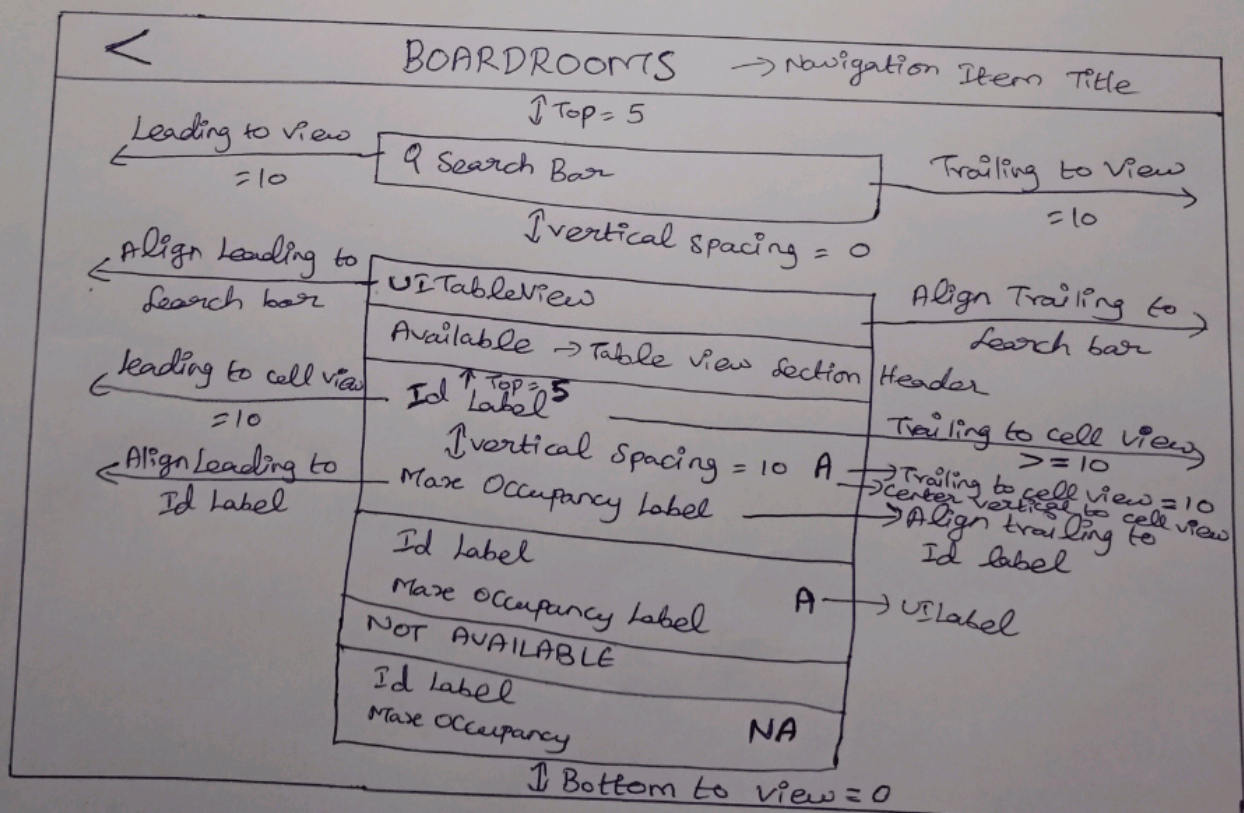 < BOARDROOMS → Navigation Item Title
↕ Top = 5
Leading to view
= 10
Search Bar
Trailing to View
= 10
↕ vertical spacing = 0
Align Leading to
Search bar
UITableView
Align Trailing to
Search bar
Available → Table view Section Header
leading to cell view
= 10
↑ Top = 5
Id Label
Trailing to cell view
>= 10
↕ vertical Spacing = 10
A → Trailing to cell view = 10
→ center vertical to cell view
Align Leading to
Id Label
Max Occupancy Label
→ Align trailing to
Id label
Id Label
Max Occupancy Label
A → UILabel
NOT AVAILABLE
Id Label
Max Occupancy
NA
↕ Bottom to view = 0